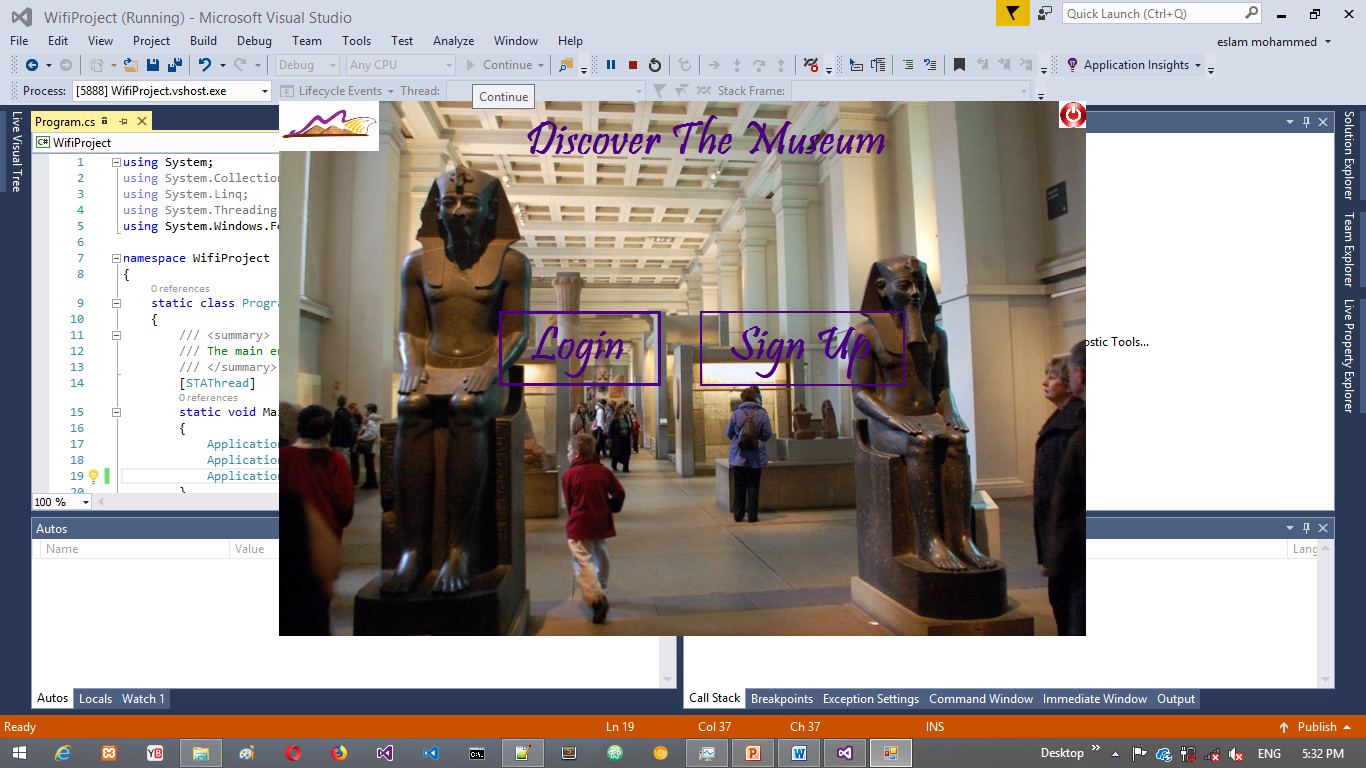 WifiProject (Running) - Microsoft Visual Studio
Quick Launch (Ctrl+Q)
File Edit View Project Build Debug Team Tools Test Analyze Window Help
eslam mohammed
Debug Any CPU Continue Application Insights
Process: [5888] WifiProject.vshost.exe Lifecycle Events Thread: Stack Frame:
Continue
Live Visual Tree
Program.cs
C# WifiProject
Discover The Museum
1 using System;
2 using System.Collection
3 using System.Linq;
4 using System.Threading
5 using System.Windows.Fo
6
7 namespace WifiProject
8 {
0 references
9 static class Progra
10 {
11 /// <summary>
12 /// The main en
13 /// </summary>
14 [STAThread]
0 references
15 static void Mai
16 {
17 Application
18 Application
19 Application
20 }
100 %
Login
Sign Up
ostic Tools...
Solution Explorer
Team Explorer
Live Property Explorer
Autos
Name Value
Lang
Autos Locals Watch 1
Call Stack Breakpoints Exception Settings Command Window Immediate Window Output
Ready Ln 19 Col 37 Ch 37 INS Publish
YB
Desktop ENG 5:32 PM